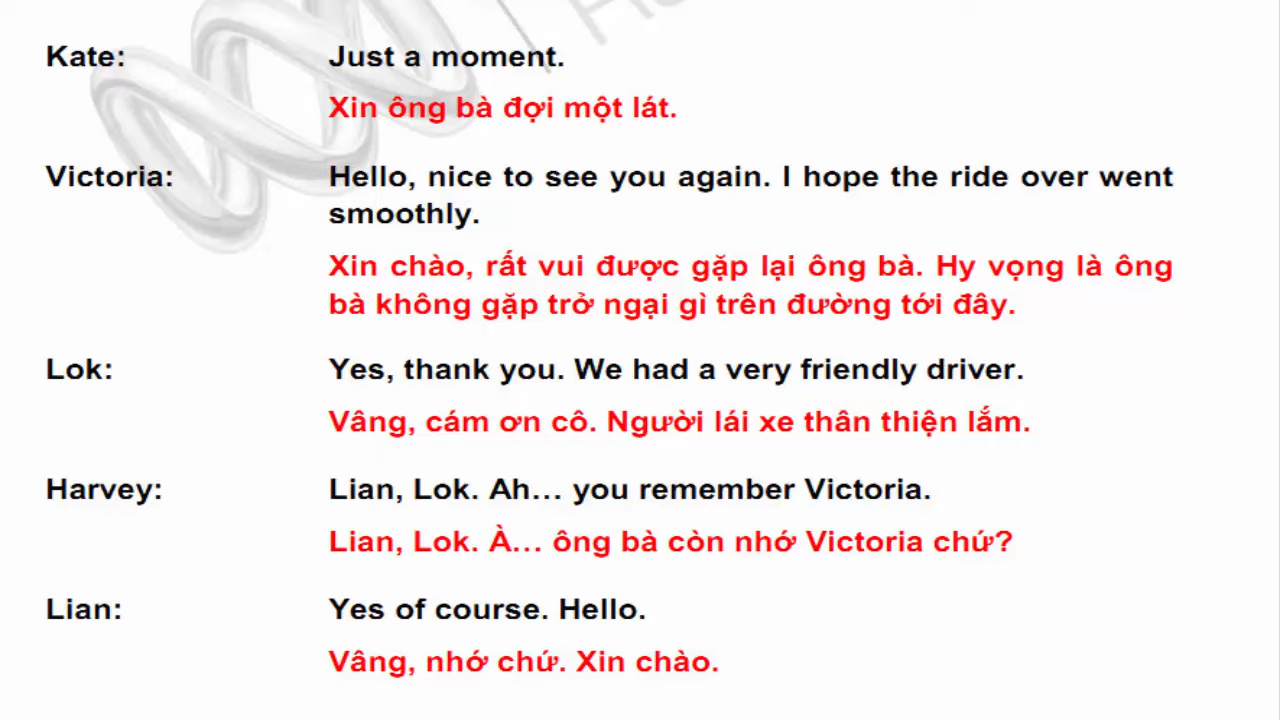 Kate: Just a moment.
Xin ông bà đợi một lát.
Victoria: Hello, nice to see you again. I hope the ride over went
smoothly.
Xin chào, rất vui được gặp lại ông bà. Hy vọng là ông
bà không gặp trở ngại gì trên đường tới đây.
Lok: Yes, thank you. We had a very friendly driver.
Vâng, cám ơn cô. Người lái xe thân thiện lắm.
Harvey: Lian, Lok. Ah… you remember Victoria.
Lian, Lok. À… ông bà còn nhớ Victoria chứ?
Lian: Yes of course. Hello.
Vâng, nhớ chứ. Xin chào.